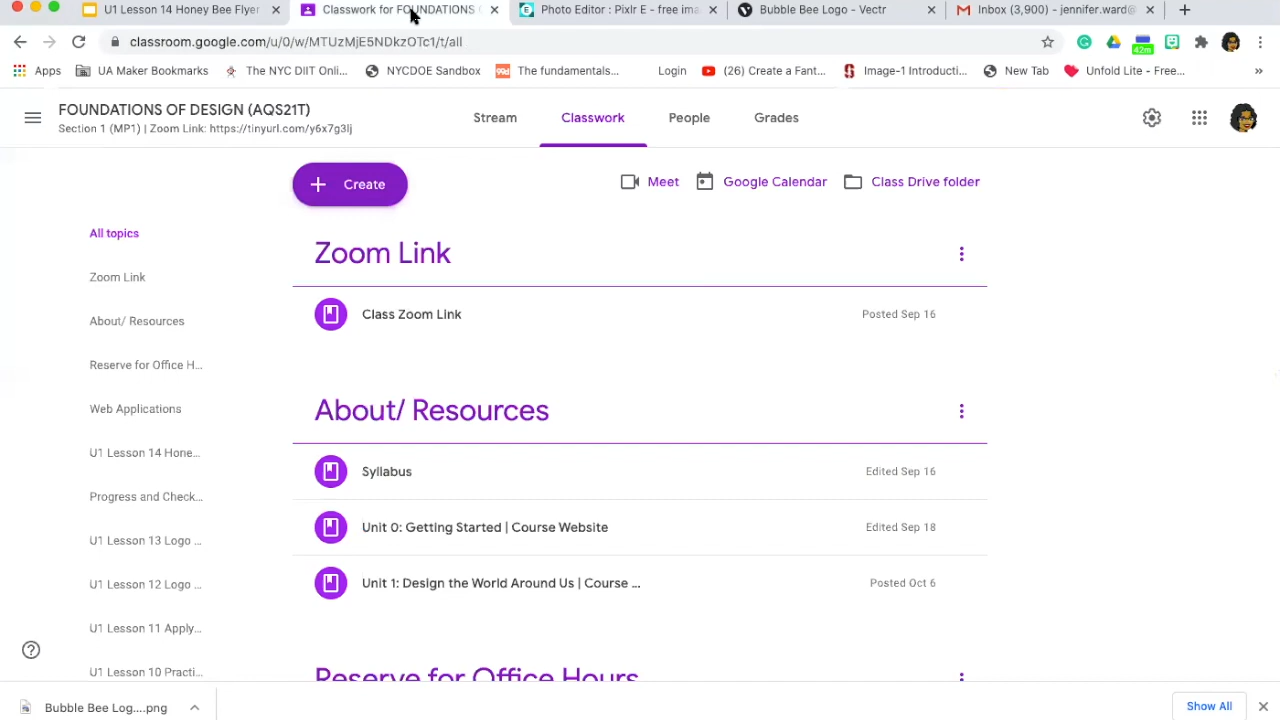 U1 Lesson 14 Honey Bee Flyer
Classwork for FOUNDATIONS
Photo Editor : Pixlr E - free ima
Bubble Bee Logo - Vectr
Inbox (3,900) - jennifer.ward@
classroom.google.com/u/0/w/MTUzMjE5NDkzOTc1/t/all
42m
Apps
UA Maker Bookmarks
The NYC DIIT Onl...
NYCDOE Sandbox
The fundamentals...
Login
(26) Create a Fant...
Image-1 Introducti...
New Tab
Unfold Lite - Free...
»
FOUNDATIONS OF DESIGN (AQS21T)
Section 1 (MP1) | Zoom Link: https://tinyurl.com/y6x7g3lj
Stream
Classwork
People
Grades
Create
Meet
Google Calendar
Class Drive folder
All topics
Zoom Link
About/ Resources
Reserve for Office H...
Web Applications
U1 Lesson 14 Hone...
Progress and Check...
U1 Lesson 13 Logo ...
U1 Lesson 12 Logo ...
U1 Lesson 11 Apply...
U1 Lesson 10 Practi...
Zoom Link
Class Zoom Link
Posted Sep 16
About/ Resources
Syllabus
Edited Sep 16
Unit 0: Getting Started | Course Website
Edited Sep 18
Unit 1: Design the World Around Us | Course ...
Posted Oct 6
Reserve for Office Hours
Bubble Bee Log....png
Show All